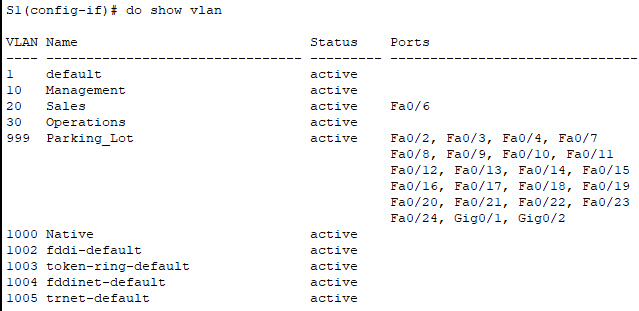 S1(config-if)# do show vlan
VLAN Name                             Status    Ports
---- -------------------------------- --------- -------------------------------
1    default                          active
10   Management                       active
20   Sales                            active    Fa0/6
30   Operations                       active
999  Parking_Lot                      active    Fa0/2, Fa0/3, Fa0/4, Fa0/7
                                                Fa0/8, Fa0/9, Fa0/10, Fa0/11
                                                Fa0/12, Fa0/13, Fa0/14, Fa0/15
                                                Fa0/16, Fa0/17, Fa0/18, Fa0/19
                                                Fa0/20, Fa0/21, Fa0/22, Fa0/23
                                                Fa0/24, Gig0/1, Gig0/2
1000 Native                           active
1002 fddi-default                     active
1003 token-ring-default               active
1004 fddinet-default                  active
1005 trnet-default                    active